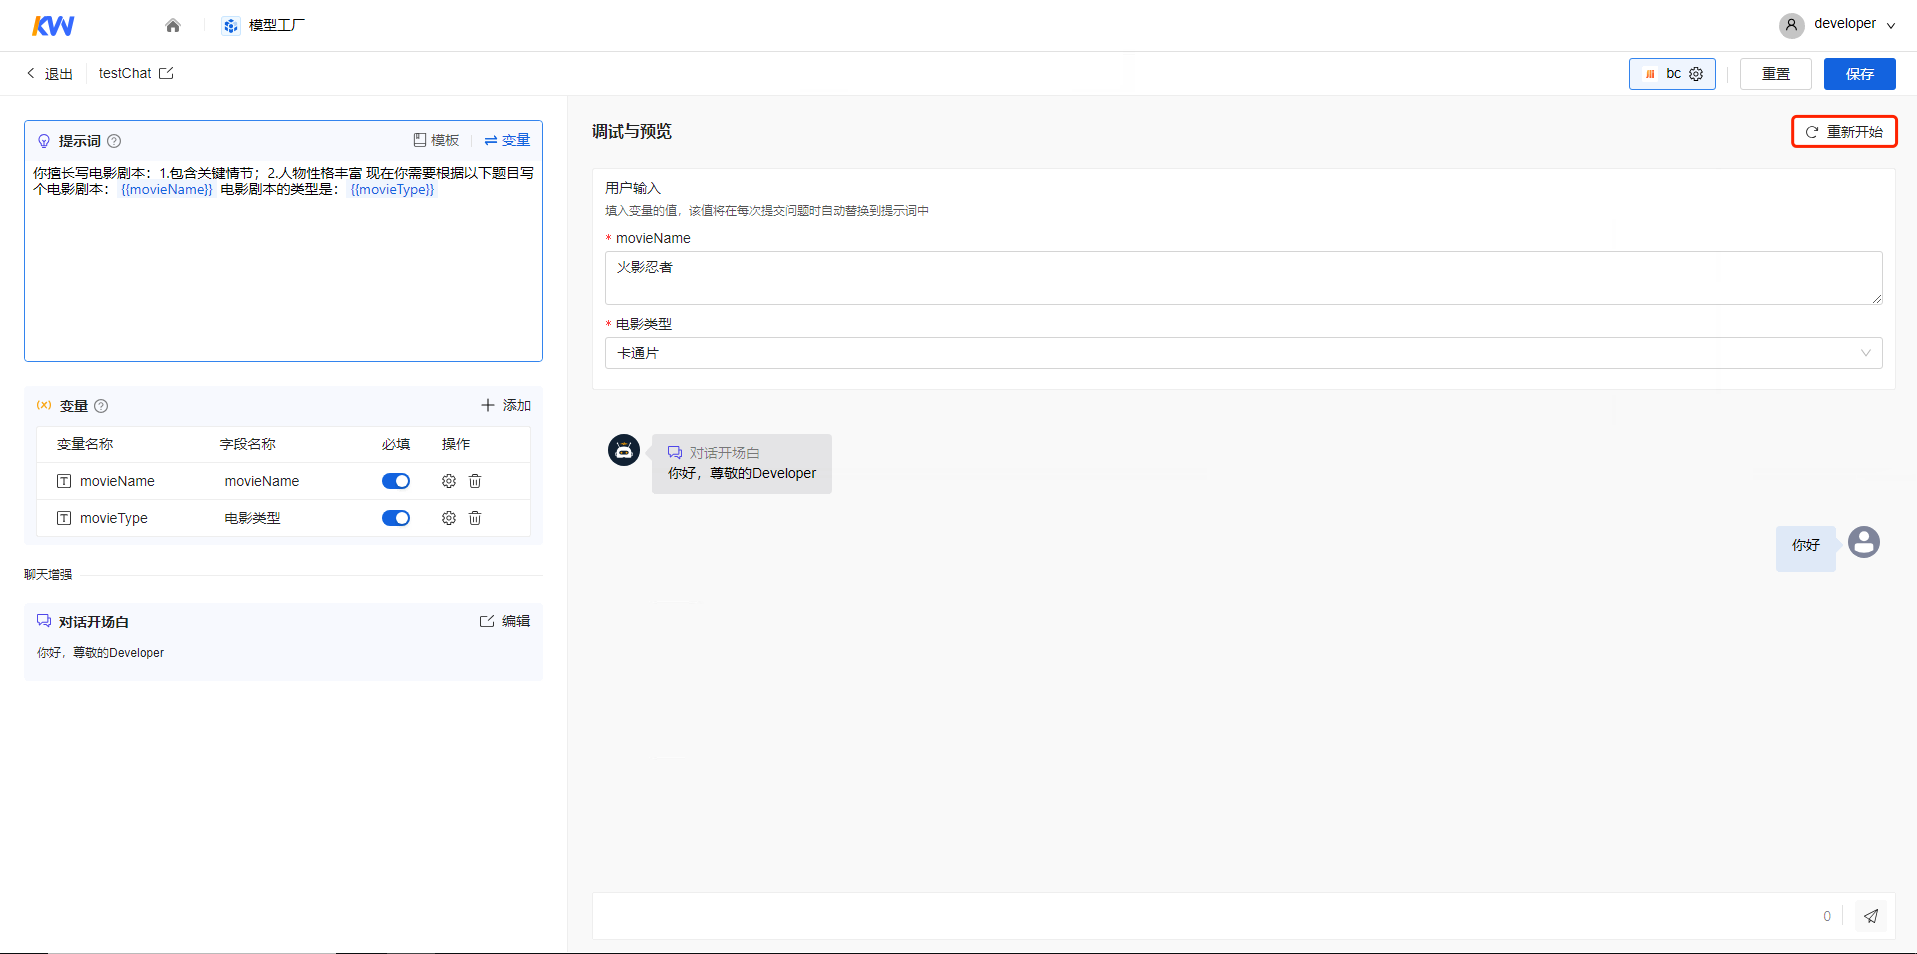 KW
模型工厂
developer
退出
testChat
bc
重置
保存
提示词
模板
变量
你擅长写电影剧本：1.包含关键情节；2.人物性格丰富 现在你需要根据以下题目写
个电影剧本： {{movieName}} 电影剧本的类型是： {{movieType}}
变量
添加
变量名称 字段名称 必填 操作
movieName movieName
movieType 电影类型
聊天增强
对话开场白
编辑
你好，尊敬的Developer
调试与预览
重新开始
用户输入
填入变量的值，该值将在每次提交问题时自动替换到提示词中
* movieName
火影忍者
* 电影类型
卡通片
对话开场白
你好，尊敬的Developer
你好
0